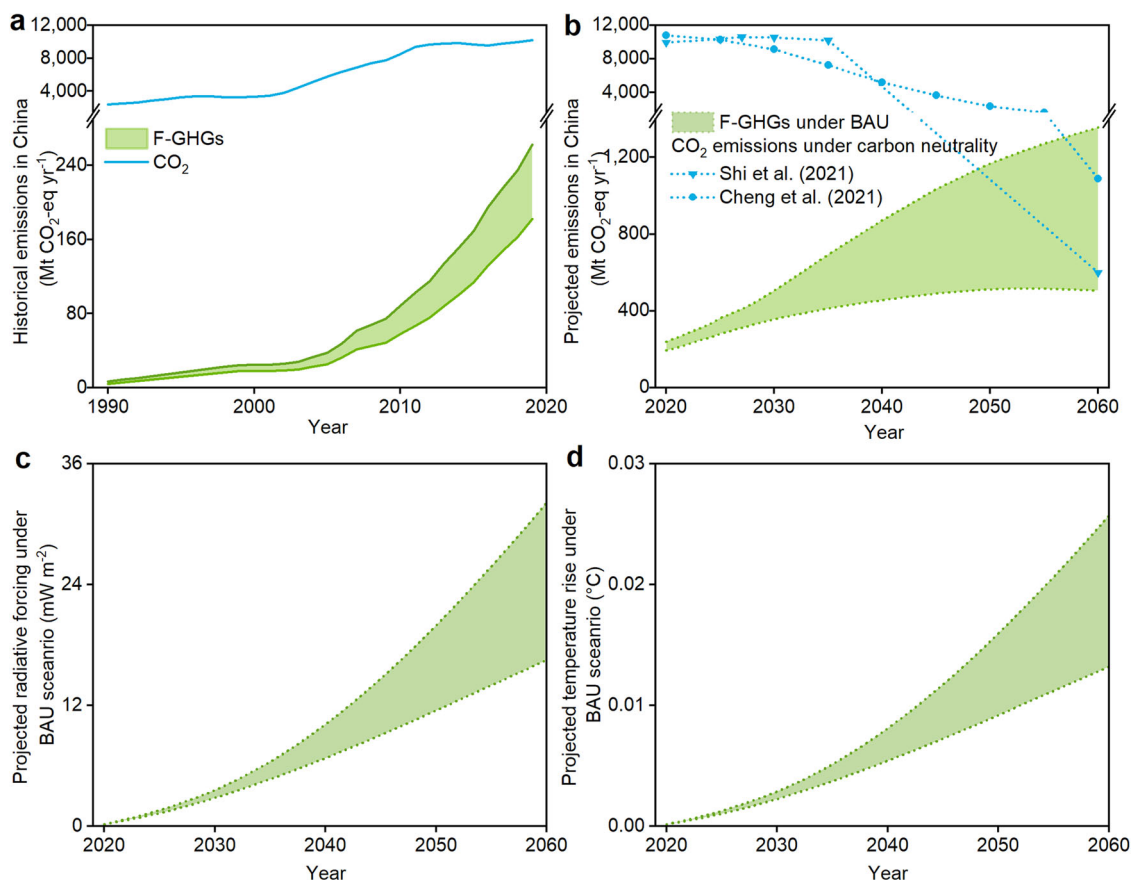 a
12,000
8,000
4,000
240
160
80
0
Historical emissions in China
(Mt CO₂-eq yr⁻¹)
F-GHGs
CO₂
1990
2000
2010
2020
Year
b
12,000
8,000
4,000
1,200
800
400
0
Projected emissions in China
(Mt CO₂-eq yr⁻¹)
F-GHGs under BAU
CO₂ emissions under carbon neutrality
Shi et al. (2021)
Cheng et al. (2021)
2020
2030
2040
2050
2060
Year
c
36
24
12
0
Projected radiative forcing under
BAU sceanrio (mW m⁻²)
2020
2030
2040
2050
2060
Year
d
0.03
0.02
0.01
0.00
Projected temperature rise under
BAU sceanrio (°C)
2020
2030
2040
2050
2060
Year